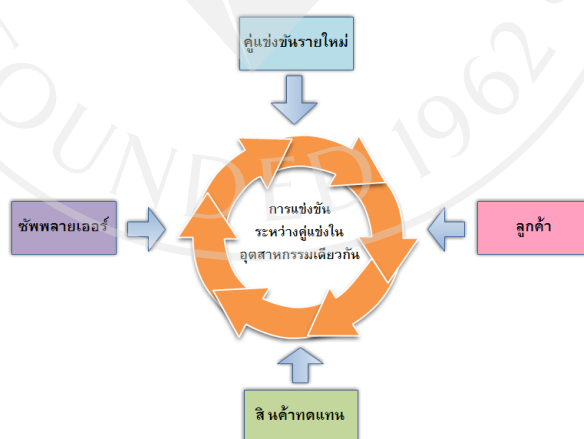 คู่แข่งขันรายใหม่
ซัพพลายเออร์
การแข่งขัน
ระหว่างคู่แข่งใน
อุตสาหกรรมเดียวกัน
ลูกค้า
สินค้าทดแทน
FOUNDED 1962